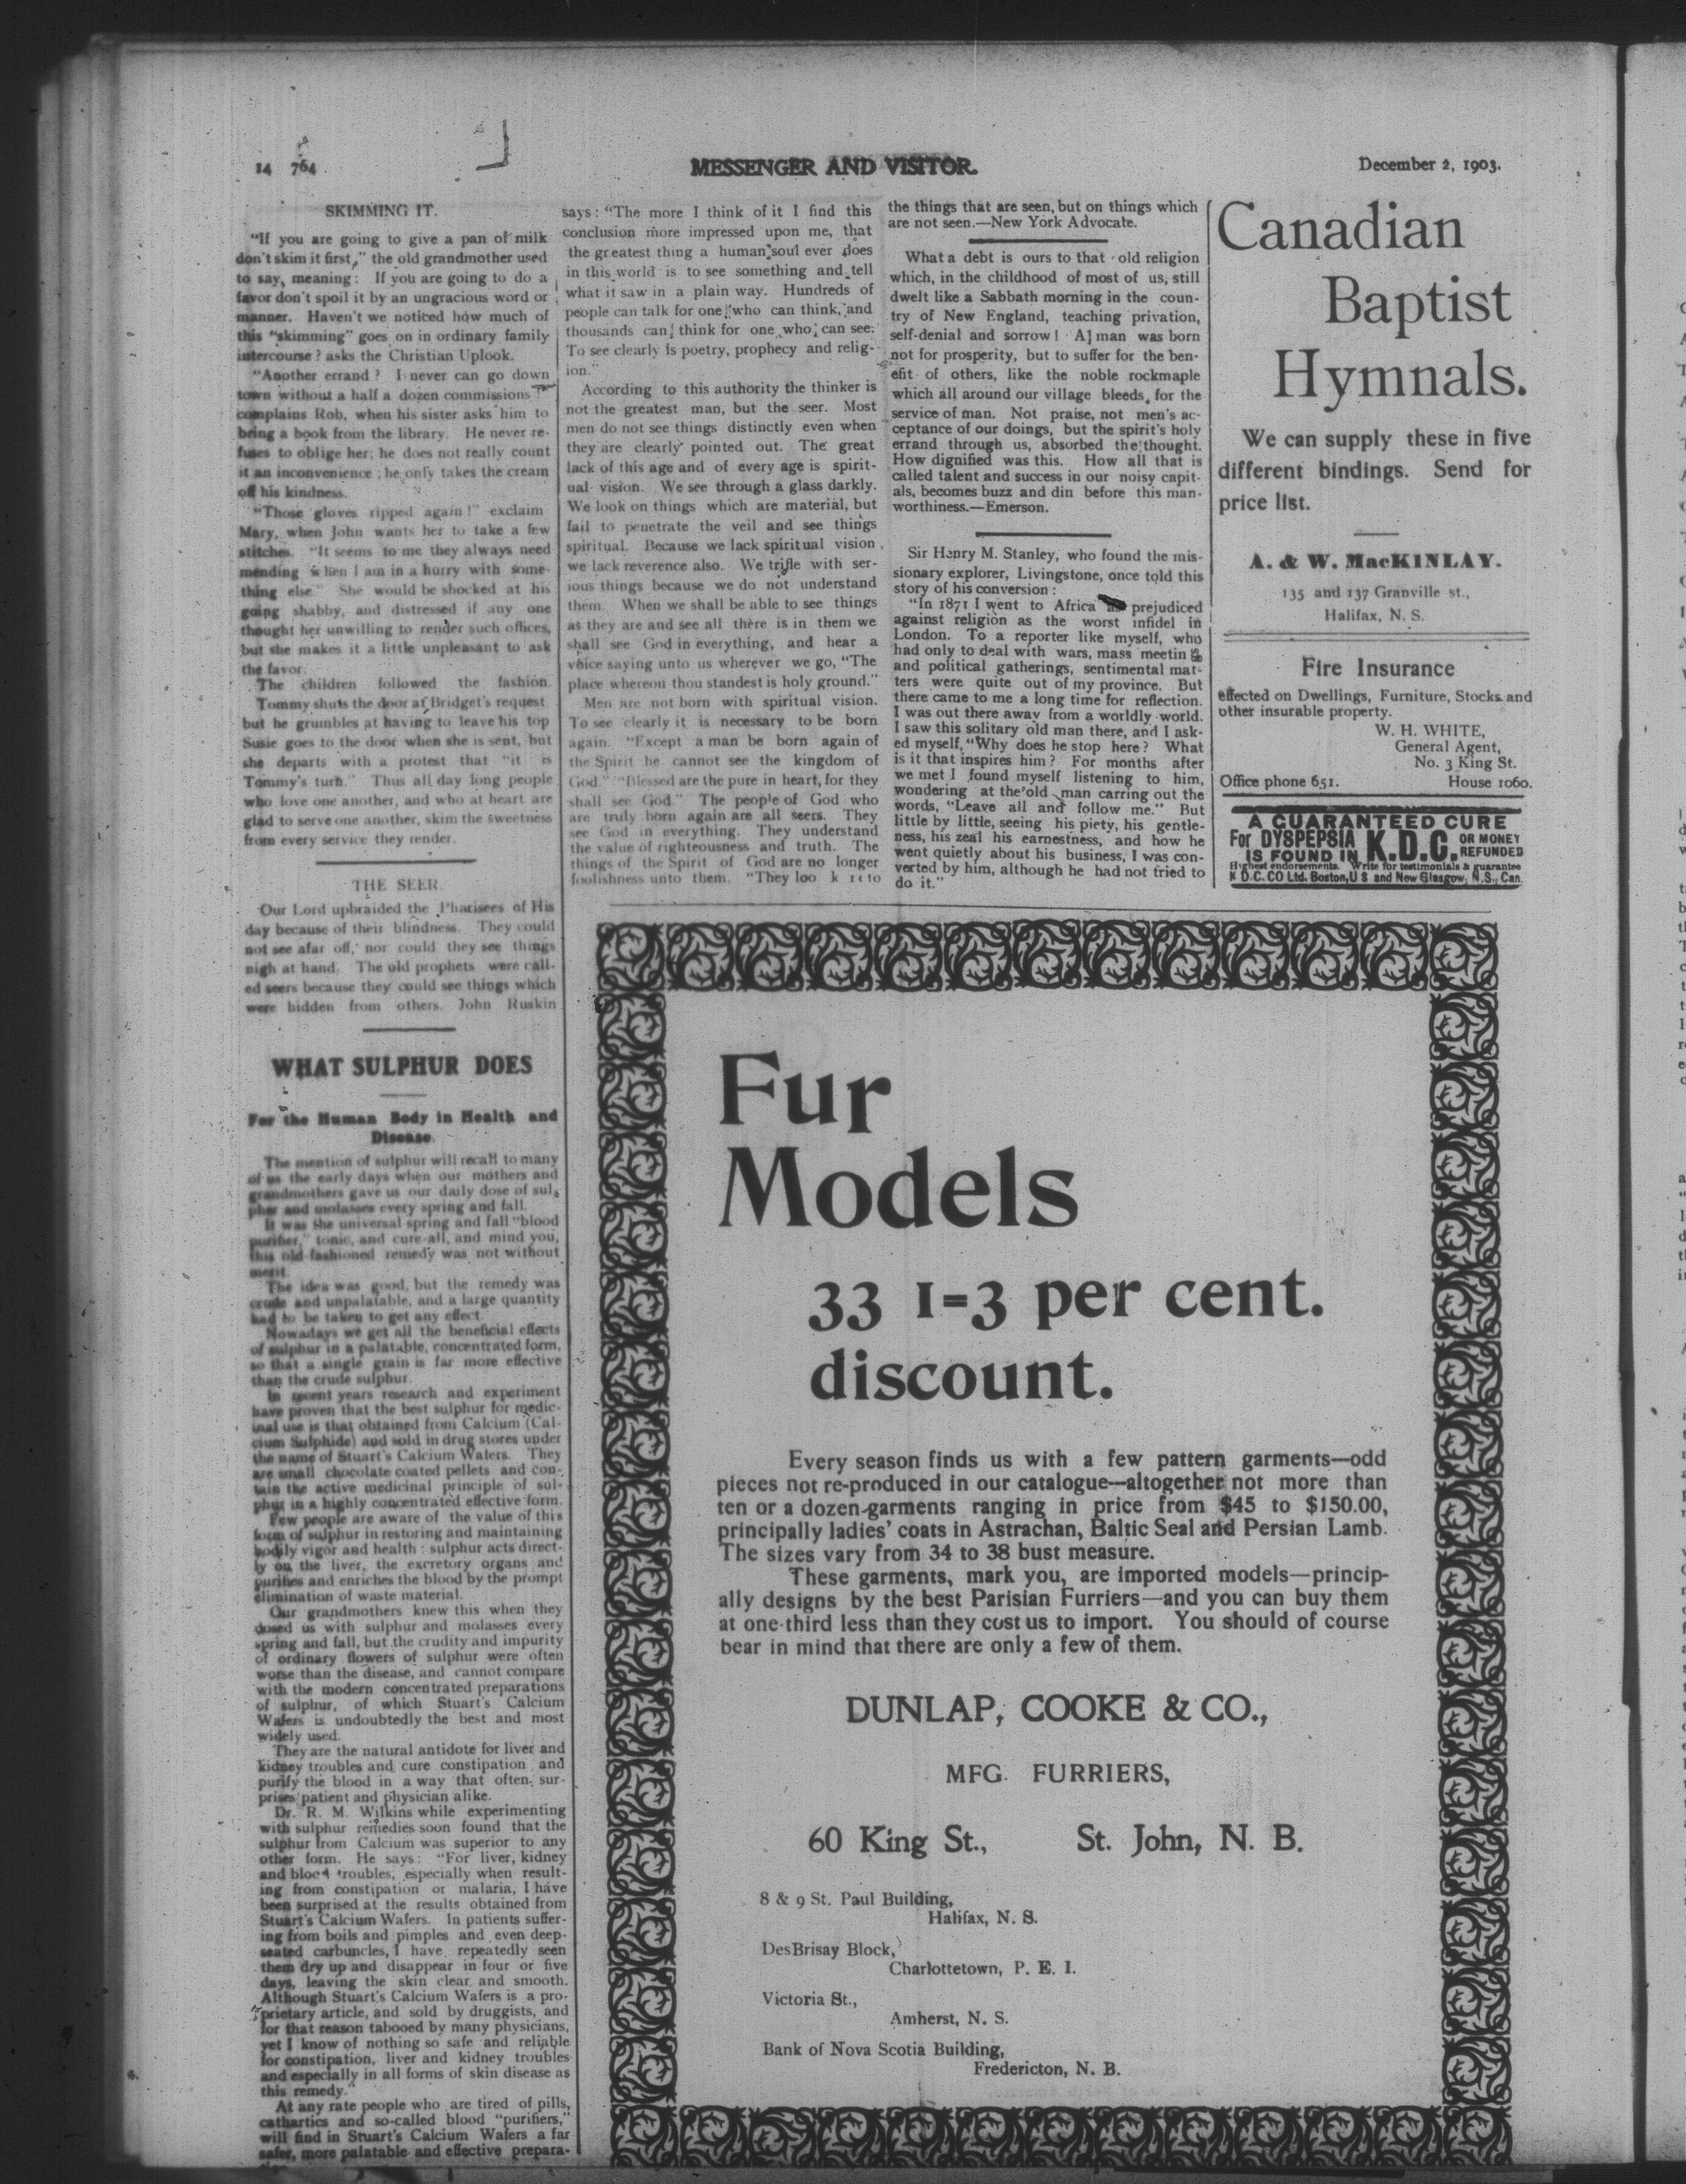 14 764
MESSENGER AND VISITOR.
December 2, 1903.
SKIMMING IT.
"If you are going to give a pan of milk
don't skim it first," the old grandmother used
to say, meaning: If you are going to do a
favor don't spoil it by an ungracious word or
manner. Haven't we noticed how much of
this "skimming" goes on in ordinary family
intercourse? asks the Christian Uplook.
"Another errand? I never can go down
town without a half a dozen commissions
complains Rob, when his sister asks him to
bring a book from the library. He never re-
fuses to oblige her; he does not really count
it an inconvenience; he only takes the cream
off his kindness.
"Those gloves ripped again!" exclaim
Mary, when John wants her to take a few
stitches. "It seems to me they always need
mending when I am in a hurry with some-
thing else." She would be shocked at his
going shabby, and distressed if any one
thought her unwilling to render such offices,
but she makes it a little unpleasant to ask
the favor.
The children followed the fashion.
Tommy shuts the door at Bridget's request.
but he grumbles at having to leave his top
Susie goes to the door when she is sent, but
she departs with a protest that "it is
Tommy's turn." Thus all day long people
who love one another, and who at heart are
glad to serve one another, skim the sweetness
from every service they render.
THE SEER.
Our Lord upbraided the Pharisees of His
day because of their blindness. They could
not see afar off, nor could they see things
nigh at hand. The old prophets were call-
ed seers because they could see things which
were hidden from others. John Ruskin
WHAT SULPHUR DOES
For the Human Body in Health and
Disease.
The mention of sulphur will recall to many
of us the early days when our mothers and
grandmothers gave us our daily dose of sul-
phur and molasses every spring and fall.
It was the universal spring and fall "blood
purifier," tonic, and cure-all, and mind you,
this old-fashioned remedy was not without
merit.
The idea was good, but the remedy was
crude and unpalatable, and a large quantity
had to be taken to get any effect.
Nowadays we get all the beneficial effects
of sulphur in a palatable, concentrated form,
so that a single grain is far more effective
than the crude sulphur.
In recent years research and experiment
have proven that the best sulphur for medic-
inal use is that obtained from Calcium (Cal-
cium Sulphide) and sold in drug stores under
the name of Stuart's Calcium Wafers. They
are small chocolate coated pellets and con-
tain the active medicinal principle of sul-
phur in a highly concentrated effective form.
Few people are aware of the value of this
form of sulphur in restoring and maintaining
bodily vigor and health: sulphur acts direct-
ly on the liver, the excretory organs and
purifies and enriches the blood by the prompt
elimination of waste material.
Our grandmothers knew this when they
dosed us with sulphur and molasses every
spring and fall, but the crudity and impurity
of ordinary flowers of sulphur were often
worse than the disease, and cannot compare
with the modern concentrated preparations
of sulphur, of which Stuart's Calcium
Wafers is undoubtedly the best and most
widely used.
They are the natural antidote for liver and
kidney troubles and cure constipation and
purify the blood in a way that often sur-
prises patient and physician alike.
Dr. R. M. Wilkins while experimenting
with sulphur remedies soon found that the
sulphur from Calcium was superior to any
other form. He says: "For liver, kidney
and blood troubles, especially when result-
ing from constipation or malaria, I have
been surprised at the results obtained from
Stuart's Calcium Wafers. In patients suffer-
ing from boils and pimples and even deep-
seated carbuncles, I have repeatedly seen
them dry up and disappear in four or five
days, leaving the skin clear and smooth.
Although Stuart's Calcium Wafers is a pro-
prietary article, and sold by druggists, and
for that reason tabooed by many physicians,
yet I know of nothing so safe and reliable
for constipation, liver and kidney troubles
and especially in all forms of skin disease as
this remedy."
At any rate people who are tired of pills,
cathartics and so-called blood "purifiers,"
will find in Stuart's Calcium Wafers a far
safer, more palatable and effective prepara-
says: "The more I think of it I find this
conclusion more impressed upon me, that
the greatest thing a human soul ever does
in this world is to see something and tell
what it saw in a plain way. Hundreds of
people can talk for one who can think, and
thousands can think for one who can see.
To see clearly is poetry, prophecy and relig-
ion."
According to this authority the thinker is
not the greatest man, but the seer. Most
men do not see things distinctly even when
they are clearly pointed out. The great
lack of this age and of every age is spirit-
ual vision. We see through a glass darkly.
We look on things which are material, but
fail to penetrate the veil and see things
spiritual. Because we lack spiritual vision
we lack reverence also. We trifle with ser-
ious things because we do not understand
them. When we shall be able to see things
as they are and see all there is in them we
shall see God in everything, and hear a
voice saying unto us wherever we go, "The
place whereon thou standest is holy ground."
Men are not born with spiritual vision.
To see clearly it is necessary to be born
again. "Except a man be born again of
the Spirit he cannot see the kingdom of
God." "Blessed are the pure in heart, for they
shall see God." The people of God who
are truly born again are all seers. They
see God in everything. They understand
the value of righteousness and truth. The
things of the Spirit of God are no longer
foolishness unto them. "They loo k
the things that are seen, but on things which
are not seen.—New York Advocate.
What a debt is ours to that old religion
which, in the childhood of most of us, still
dwelt like a Sabbath morning in the coun-
try of New England, teaching privation,
self-denial and sorrow! A man was born
not for prosperity, but to suffer for the ben-
efit of others, like the noble rockmaple
which all around our village bleeds for the
service of man. Not praise, not men's ac-
ceptance of our doings, but the spirit's holy
errand through us, absorbed the thought.
How dignified was this. How all that is
called talent and success in our noisy capit-
als, becomes buzz and din before this man-
worthiness.—Emerson.
Sir Henry M. Stanley, who found the mis-
sionary explorer, Livingstone, once told this
story of his conversion:
"In 1871 I went to Africa as prejudiced
against religion as the worst infidel in
London. To a reporter like myself, who
had only to deal with wars, mass meeting
and political gatherings, sentimental mat-
ters were quite out of my province. But
there came to me a long time for reflection.
I was out there away from a worldly world.
I saw this solitary old man there, and I ask-
ed myself, "Why does he stop here? What
is it that inspires him? For months after
we met I found myself listening to him,
wondering at the old man carring out the
words, "Leave all and follow me." But
little by little, seeing his piety, his gentle-
ness, his zeal his earnestness, and how he
went quietly about his business, I was con-
verted by him, although he had not tried to
do it."
Canadian
Baptist
Hymnals.
We can supply these in five
different bindings. Send for
price list.
A. & W. MacKINLAY.
135 and 137 Granville st.,
Halifax, N. S.
Fire Insurance
effected on Dwellings, Furniture, Stocks and
other insurable property.
W. H. WHITE,
General Agent,
No. 3 King St.
Office phone 651. House 1060.
A GUARANTEED CURE
For DYSPEPSIA K.D.C. OR MONEY
IS FOUND IN REFUNDED
Highest endorsements. Write for testimonials & guarantee
K D.C. CO Ltd. Boston, U S and New Glasgow, N.S., Can.
Fur
Models
33 1-3 per cent.
discount.
Every season finds us with a few pattern garments—odd
pieces not re-produced in our catalogue—altogether not more than
ten or a dozen garments ranging in price from $45 to $150.00,
principally ladies' coats in Astrachan, Baltic Seal and Persian Lamb.
The sizes vary from 34 to 38 bust measure.
These garments, mark you, are imported models—princip-
ally designs by the best Parisian Furriers—and you can buy them
at one-third less than they cost us to import. You should of course
bear in mind that there are only a few of them.
DUNLAP, COOKE & CO.,
MFG. FURRIERS,
60 King St., St. John, N. B.
8 & 9 St. Paul Building,
Halifax, N. S.
DesBrisay Block,
Charlottetown, P. E. I.
Victoria St.,
Amherst, N. S.
Bank of Nova Scotia Building,
Fredericton, N. B.